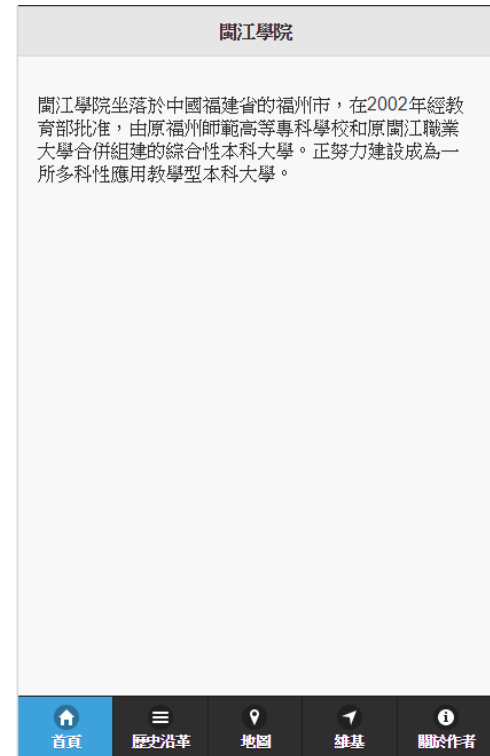 閩江學院
閩江學院坐落於中國福建省的福州市,在2002年經教
育部批准,由原福州師範高等專科學校和原閩江職業
大學合併組建的綜合性本科大學。正努力建設成為一
所多科性應用教學型本科大學。
首頁
歷史沿革
地圖
雄基
關於作者